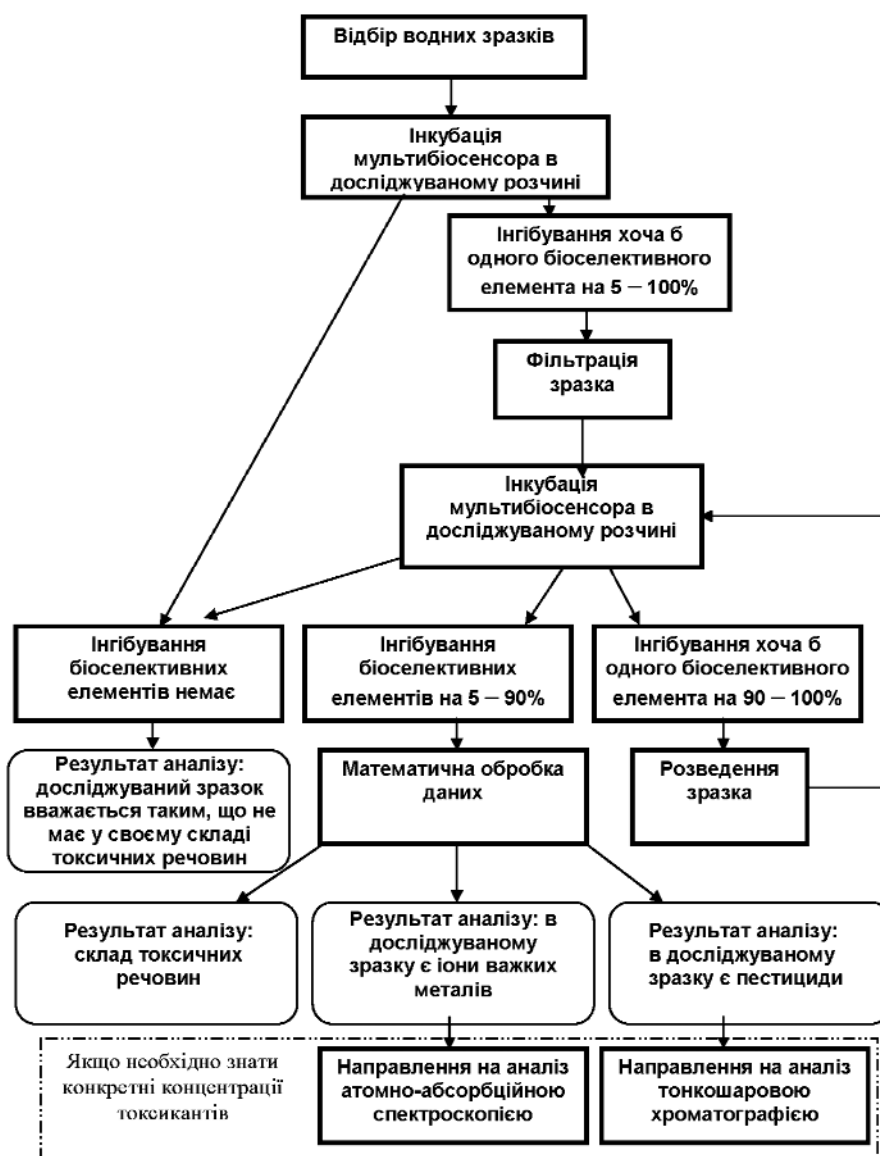 Відбір водних зразків
Інкубація
мультибіосенсора в
досліджуваному розчині
Інгібування хоча б
одного біоселективного
елемента на 5 – 100%
Фільтрація
зразка
Інкубація
мультибіосенсора в
досліджуваному розчині
Інгібування
біоселективних
елементів немає
Інгібування
біоселективних
елементів на 5 – 90%
Інгібування хоча б
одного біоселективного
елемента на 90 – 100%
Результат аналізу:
досліджуваний зразок
вважається таким, що не
має у своєму складі
токсичних речовин
Математична обробка
даних
Розведення
зразка
Результат аналізу:
склад токсичних
речовин
Результат аналізу: в
досліджуваному
зразку є іони важких
металів
Результат аналізу:
в досліджуваному
зразку є пестициди
Якщо необхідно знати
конкретні концентрації
токсикантів
Направлення на аналіз
атомно-абсорбційною
спектроскопією
Направлення на аналіз
тонкошаровою
хроматографією